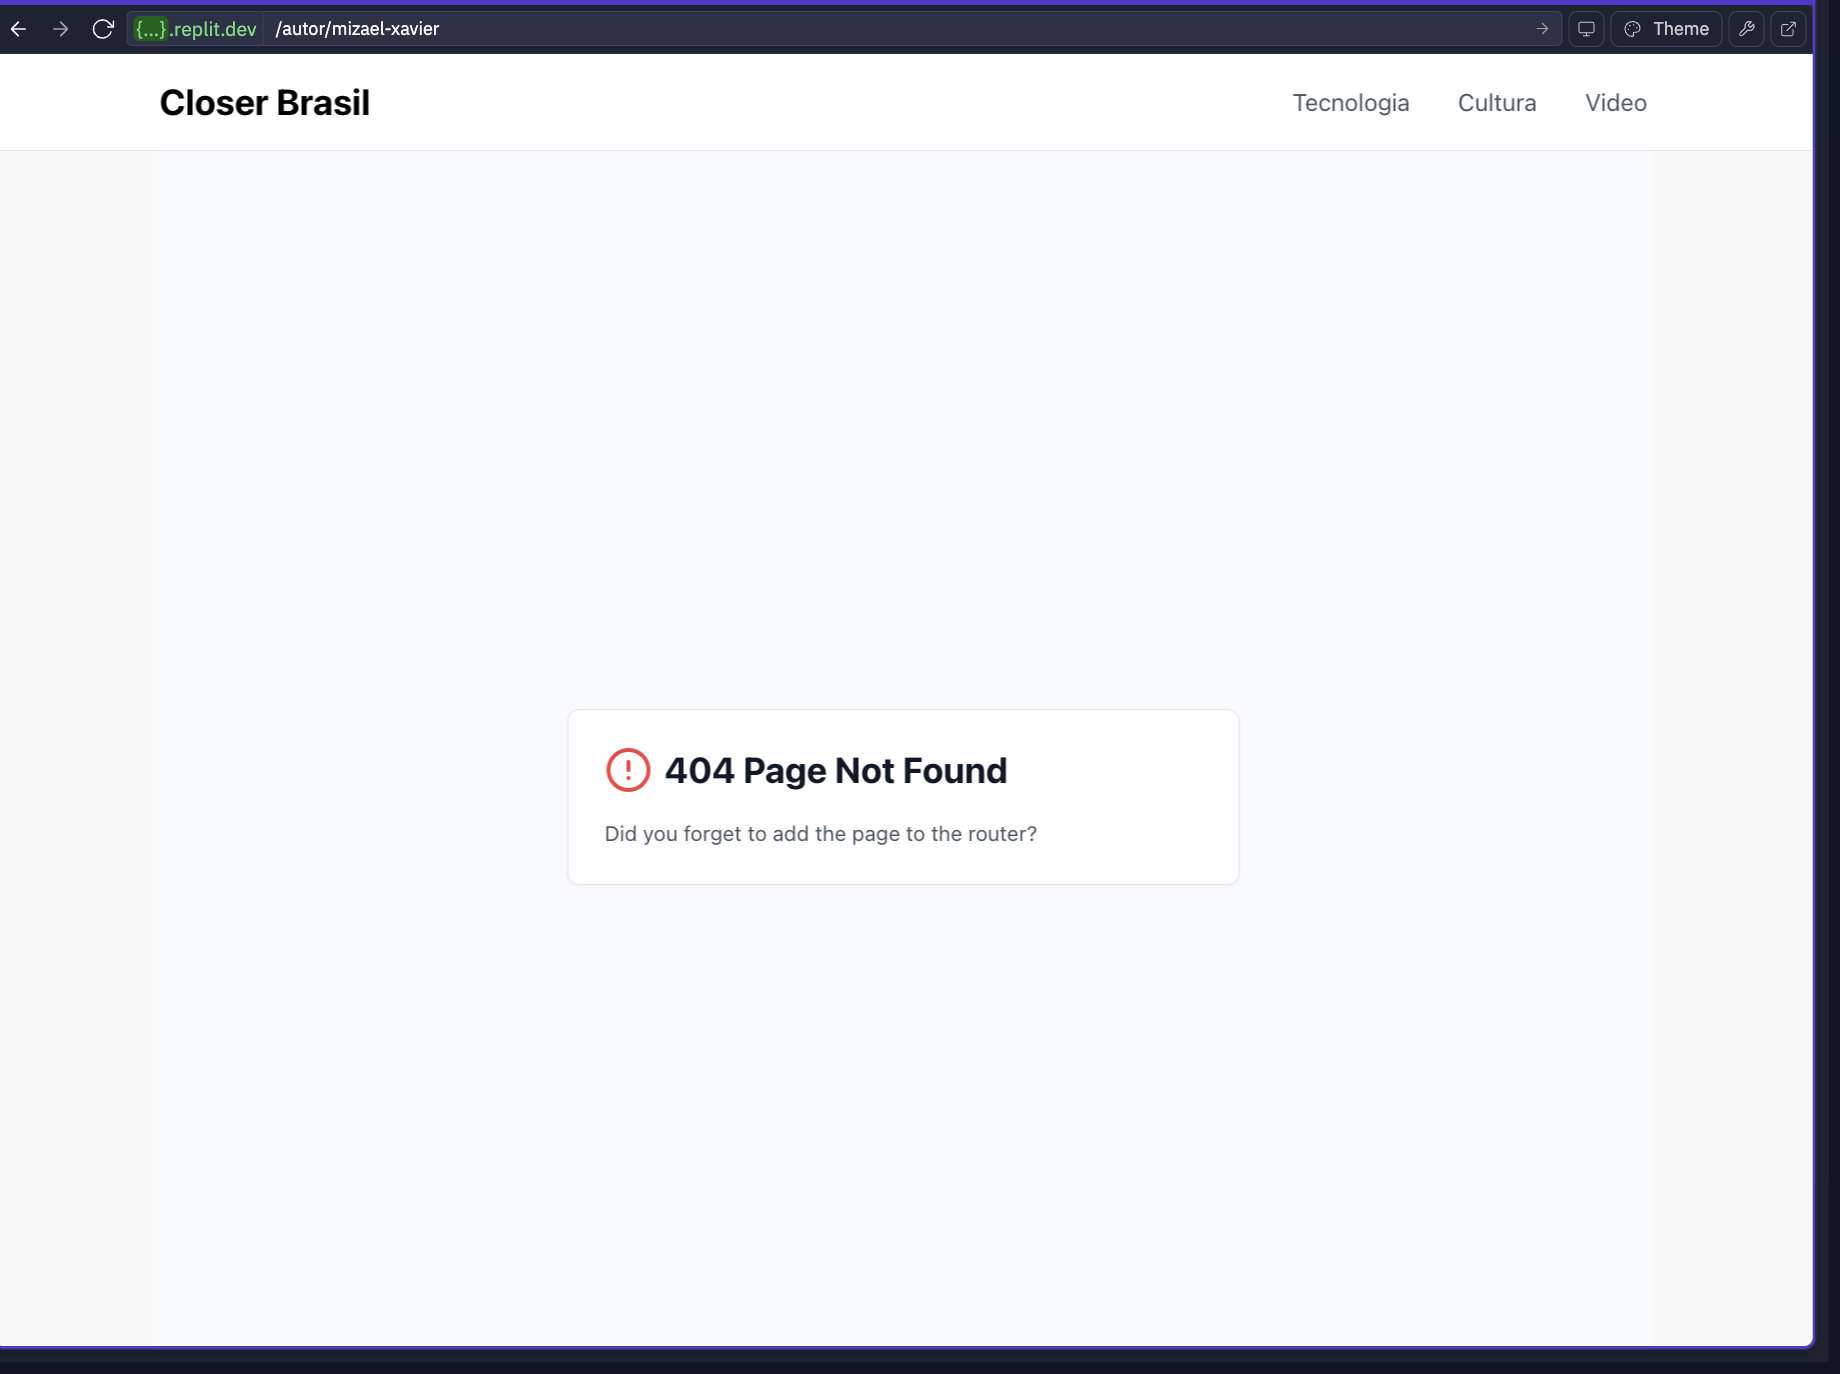 {...}.replit.dev /autor/mizael-xavier Theme
Closer Brasil Tecnologia Cultura Video
404 Page Not Found
Did you forget to add the page to the router?